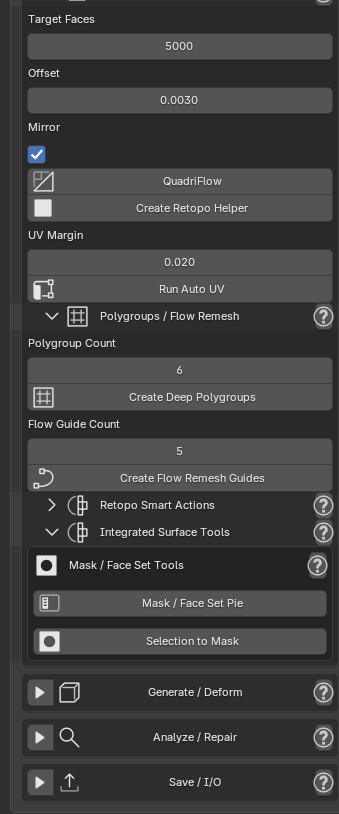 Target Faces
5000
Offset
0.0030
Mirror
QuadriFlow
Create Retopo Helper
UV Margin
0.020
Run Auto UV
Polygroups / Flow Remesh ?
Polygroup Count
6
Create Deep Polygroups
Flow Guide Count
5
Create Flow Remesh Guides
Retopo Smart Actions ?
Integrated Surface Tools ?
Mask / Face Set Tools ?
Mask / Face Set Pie
Selection to Mask
Generate / Deform ?
Analyze / Repair ?
Save / I/O ?